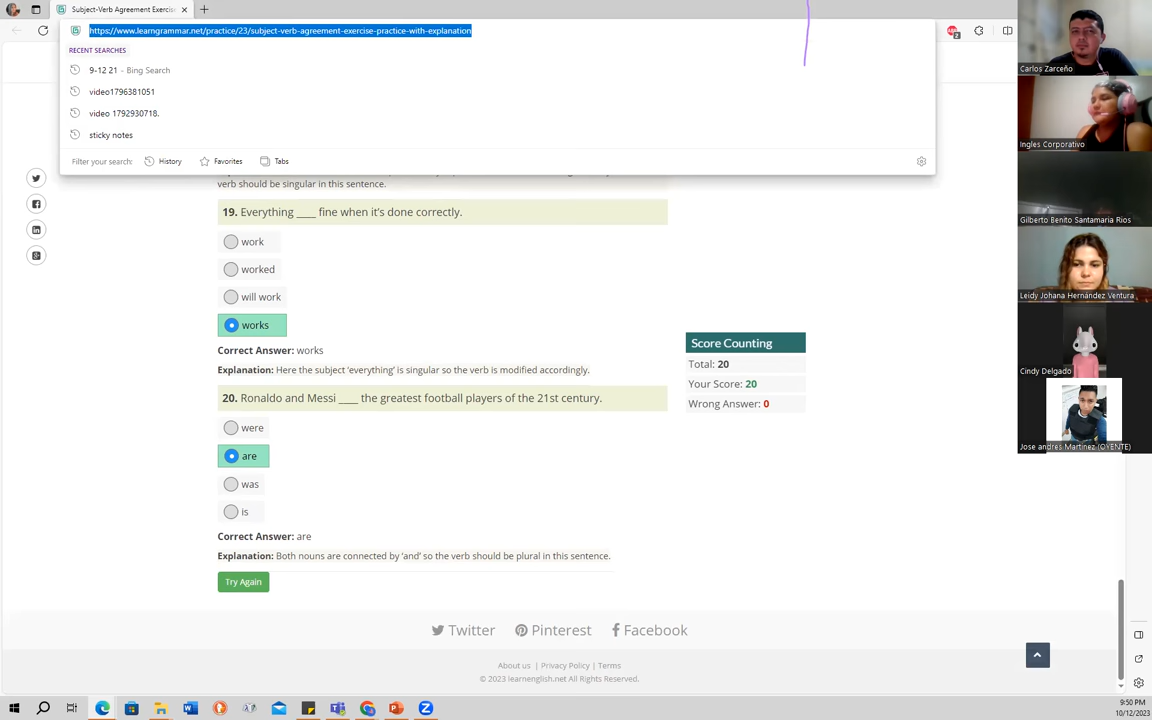 Subject-Verb Agreement Exercise
https://www.learngrammar.net/practice/23/subject-verb-agreement-exercise-practice-with-explanation
RECENT SEARCHES
9-12 21 - Bing Search
video1796381051
video 1792930718.
sticky notes
Filter your search: History Favorites Tabs
verb should be singular in this sentence.
19. Everything ____ fine when it's done correctly.
work
worked
will work
works
Correct Answer: works
Explanation: Here the subject 'everything' is singular so the verb is modified accordingly.
20. Ronaldo and Messi ____ the greatest football players of the 21st century.
were
are
was
is
Correct Answer: are
Explanation: Both nouns are connected by 'and' so the verb should be plural in this sentence.
Try Again
Score Counting
Total: 20
Your Score: 20
Wrong Answer: 0
Twitter Pinterest Facebook
About us | Privacy Policy | Terms
© 2023 learnenglish.net All Rights Reserved.
Carlos Zarceño
Ingles Corporativo
Gilberto Benito Santamaria Rios
Leidy Johana Hernández Ventura
Cindy Delgado
Jose andres Martinez (OYENTE)
9:50 PM
10/12/2023